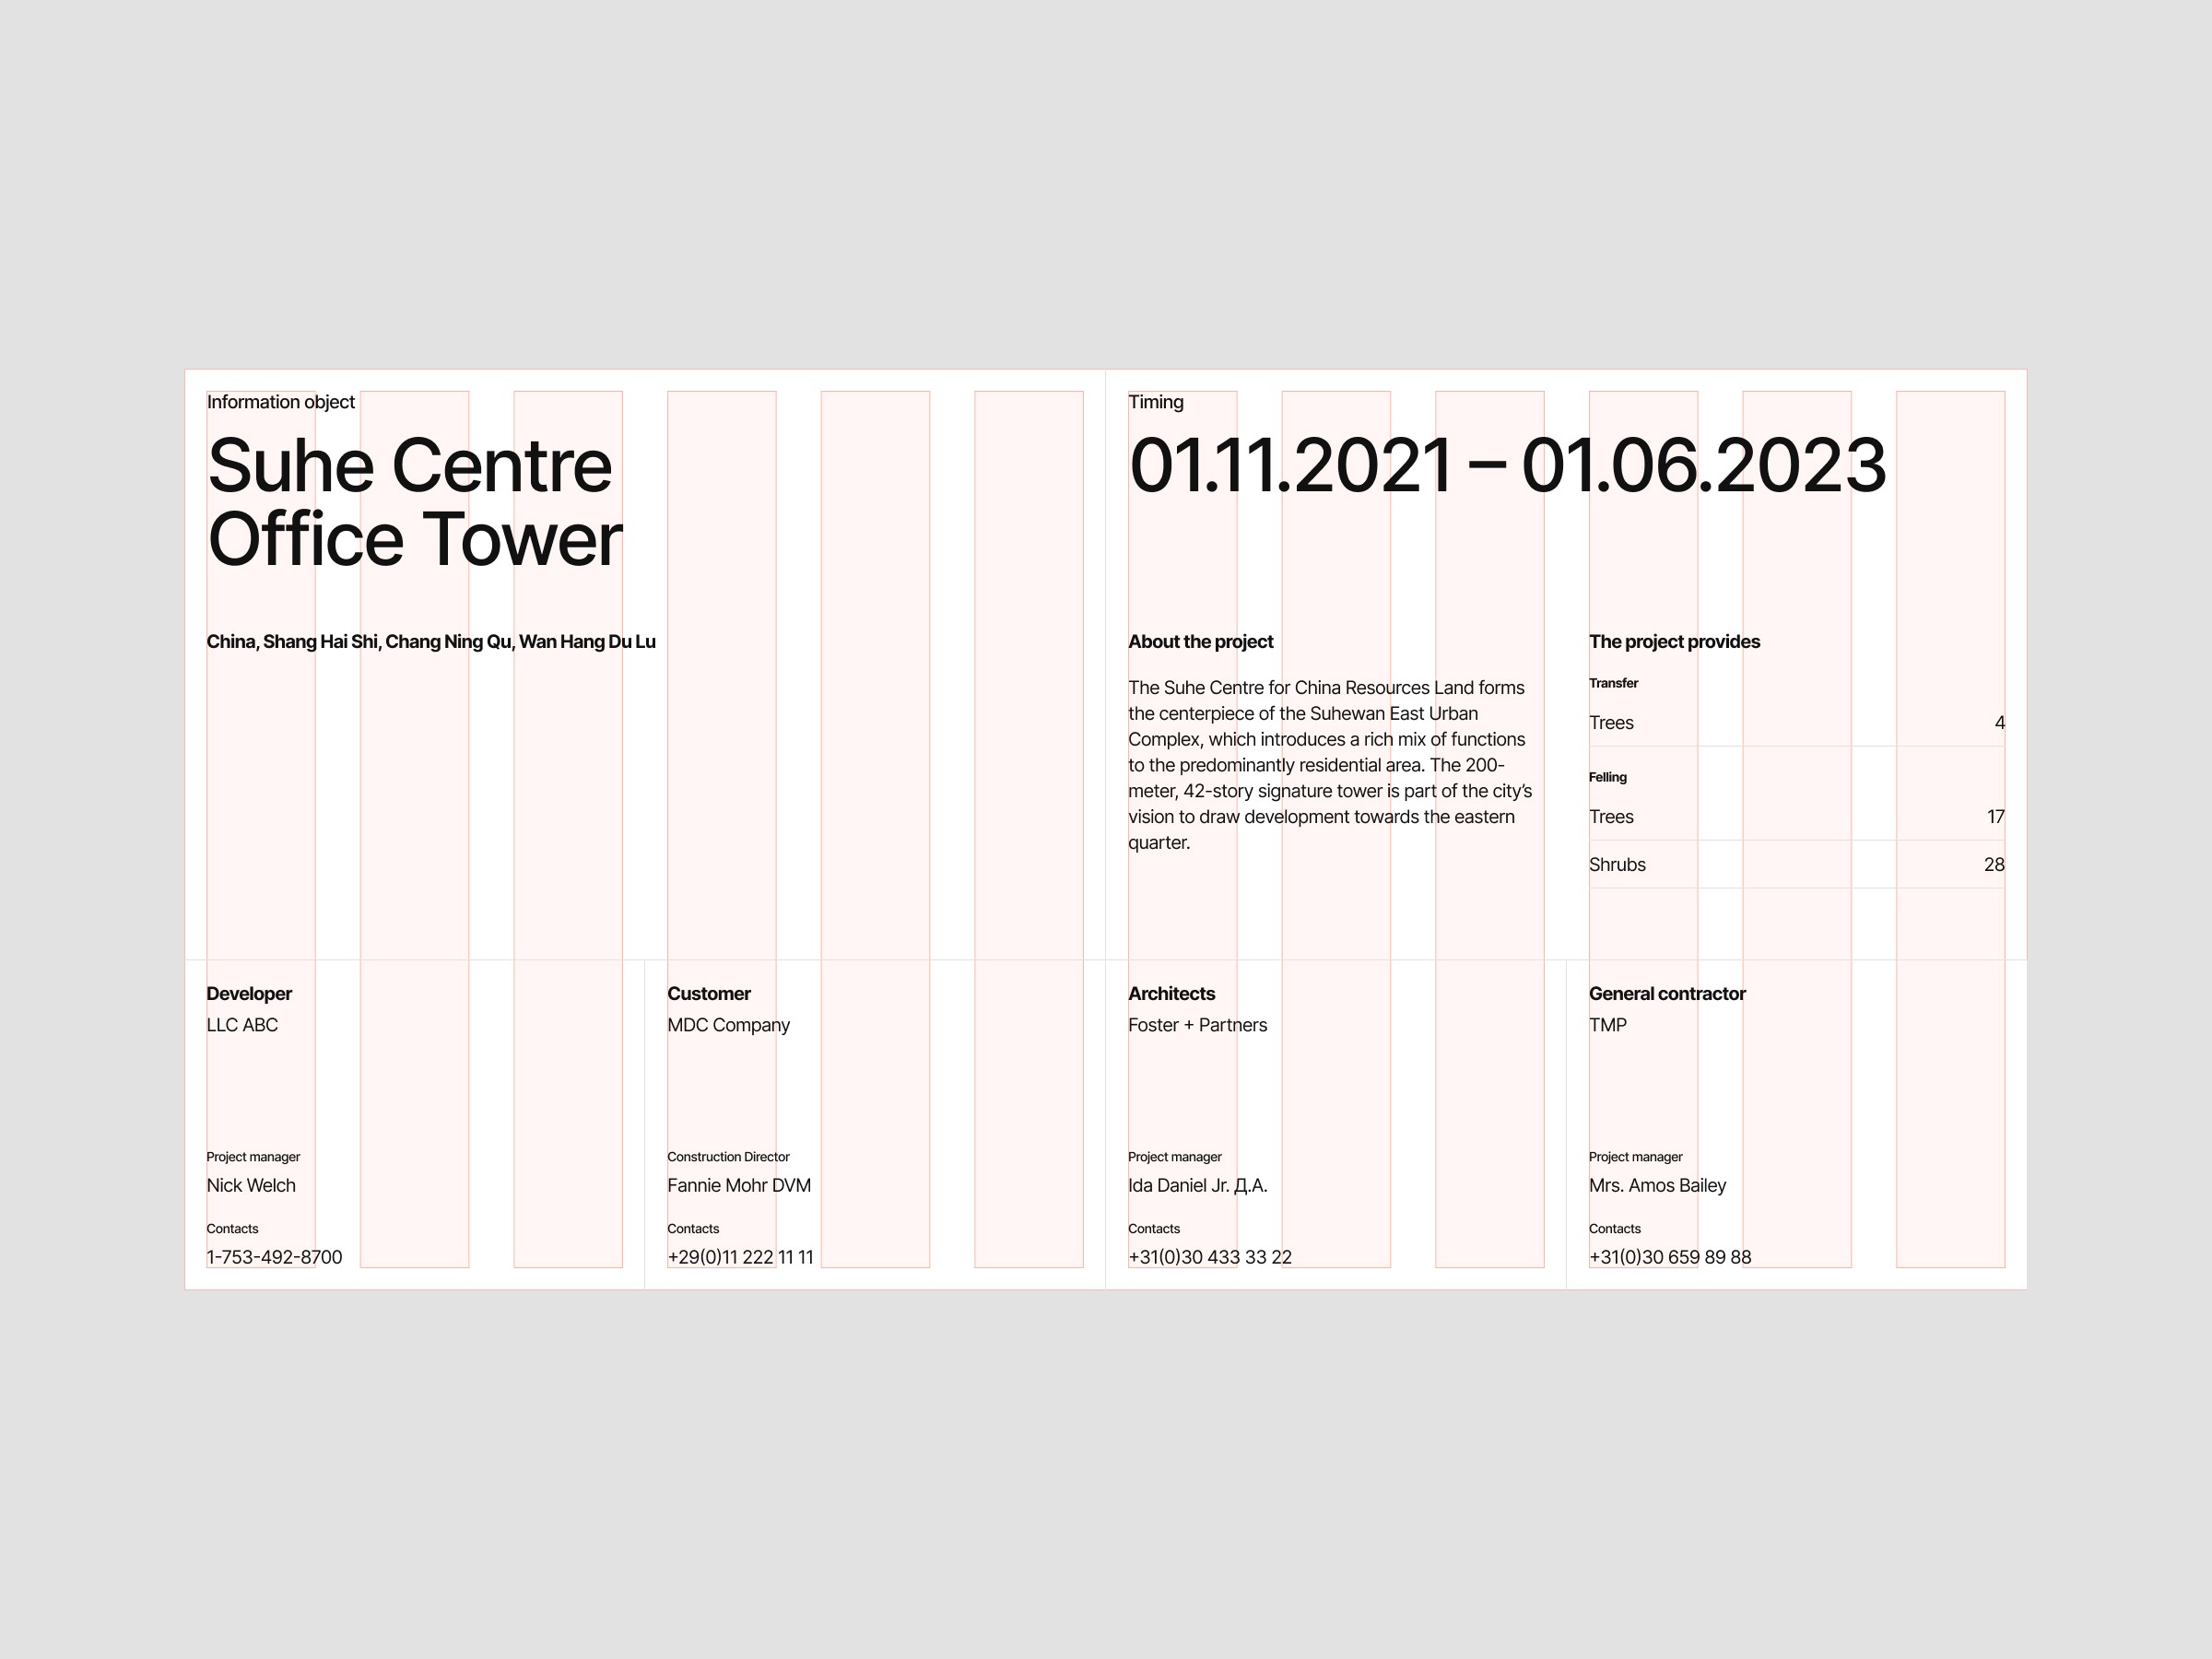 Information object
Suhe Centre
Office Tower
China, Shang Hai Shi, Chang Ning Qu, Wan Hang Du Lu
Timing
01.11.2021 – 01.06.2023
About the project
The Suhe Centre for China Resources Land forms
the centerpiece of the Suhewan East Urban
Complex, which introduces a rich mix of functions
to the predominantly residential area. The 200-
meter, 42-story signature tower is part of the city’s
vision to draw development towards the eastern
quarter.
The project provides
Transfer
Trees 4
Felling
Trees 17
Shrubs 28
Developer
LLC ABC
Project manager
Nick Welch
Contacts
1-753-492-8700
Customer
MDC Company
Construction Director
Fannie Mohr DVM
Contacts
+29(0)11 222 11 11
Architects
Foster + Partners
Project manager
Ida Daniel Jr. Д.А.
Contacts
+31(0)30 433 33 22
General contractor
TMP
Project manager
Mrs. Amos Bailey
Contacts
+31(0)30 659 89 88